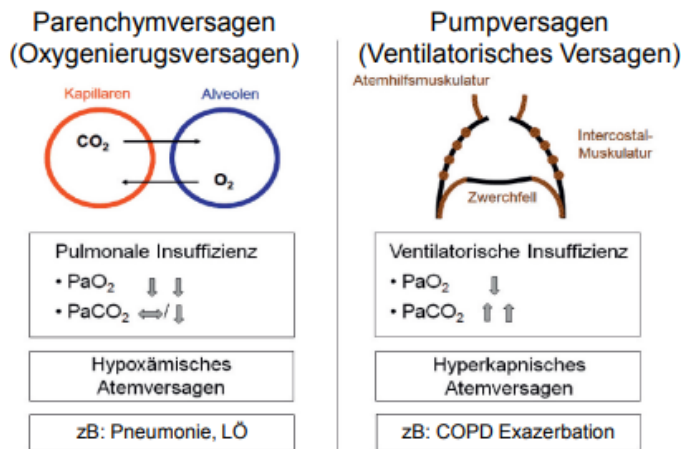 Parenchymversagen
(Oxygenierugsversagen)
Kapillaren
Alveolen
CO₂
O₂
Pulmonale Insuffizienz
• PaO₂ ⇓ ⇓
• PaCO₂ ⇔/⇓
Hypoxämisches
Atemversagen
zB: Pneumonie, LÖ
Pumpversagen
(Ventilatorisches Versagen)
Atemhilfsmuskulatur
Intercostal-
Muskulatur
Zwerchfell
Ventilatorische Insuffizienz
• PaO₂ ⇓
• PaCO₂ ⇑ ⇑
Hyperkapnisches
Atemversagen
zB: COPD Exazerbation